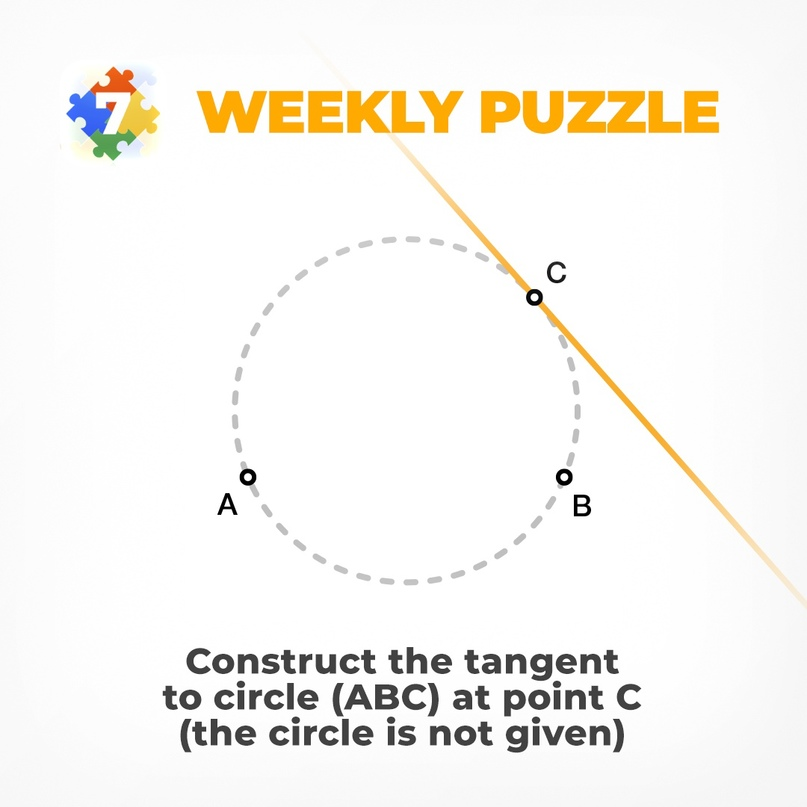 7 WEEKLY PUZZLE
C
A
B
Construct the tangent
to circle (ABC) at point C
(the circle is not given)